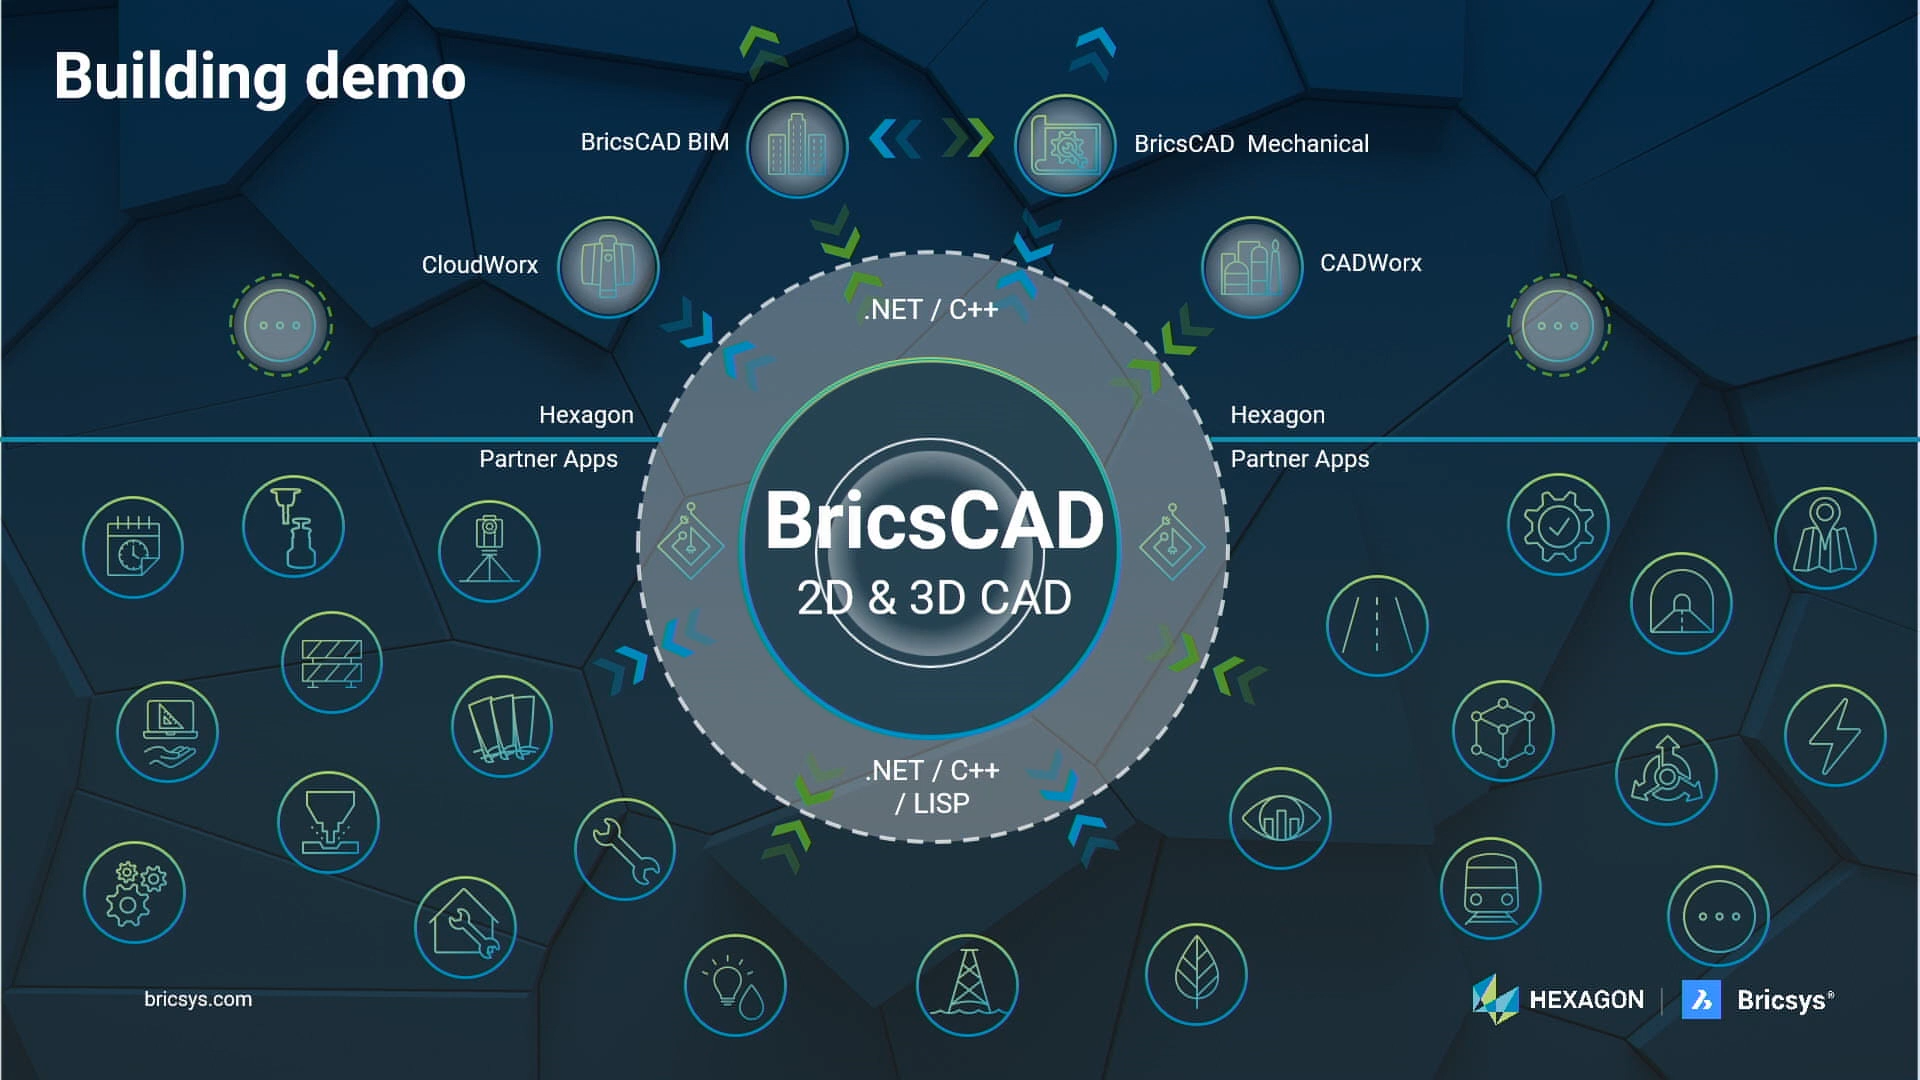 Building demo
BricsCAD BIM
BricsCAD  Mechanical
CloudWorx
CADWorx
.NET / C++
Hexagon
Hexagon
Partner Apps
Partner Apps
BricsCAD
2D & 3D CAD
.NET / C++
/ LISP
bricsys.com
HEXAGON | Bricsys®